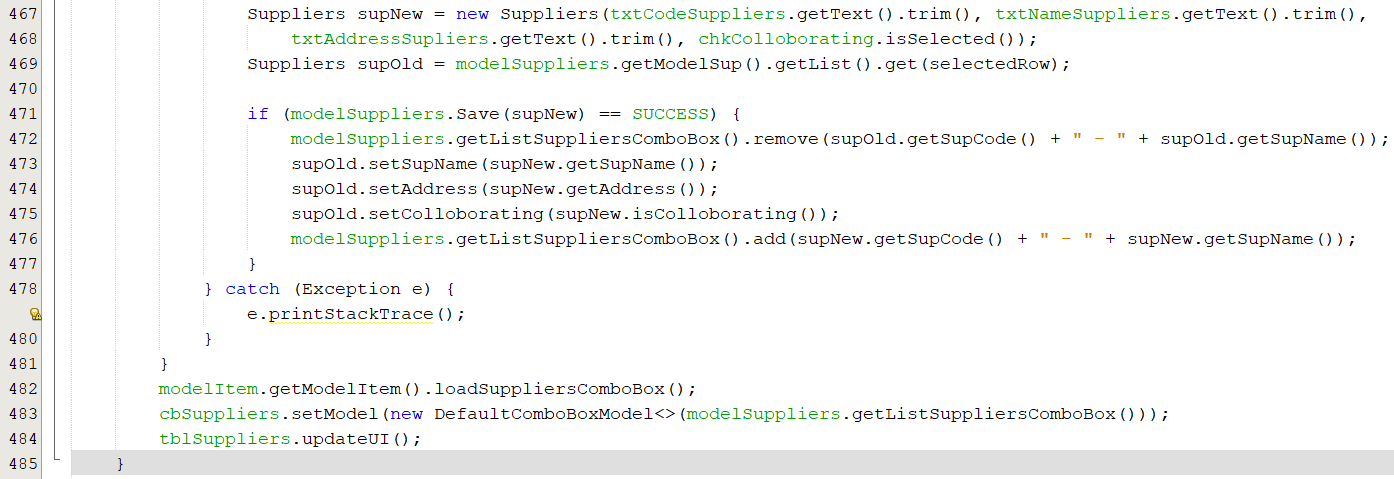 467 Suppliers supNew = new Suppliers(txtCodeSuppliers.getText().trim(), txtNameSuppliers.getText().trim(),
468 txtAddressSupliers.getText().trim(), chkColloborating.isSelected());
469 Suppliers supOld = modelSuppliers.getModelSup().getList().get(selectedRow);
470
471 if (modelSuppliers.Save(supNew) == SUCCESS) {
472 modelSuppliers.getListSuppliersComboBox().remove(supOld.getSupCode() + " - " + supOld.getSupName());
473 supOld.setSupName(supNew.getSupName());
474 supOld.setAddress(supNew.getAddress());
475 supOld.setColloborating(supNew.isColloborating());
476 modelSuppliers.getListSuppliersComboBox().add(supNew.getSupCode() + " - " + supNew.getSupName());
477 }
478 } catch (Exception e) {
e.printStackTrace();
480 }
481 }
482 modelItem.getModelItem().loadSuppliersComboBox();
483 cbSuppliers.setModel(new DefaultComboBoxModel<>(modelSuppliers.getListSuppliersComboBox()));
484 tblSuppliers.updateUI();
485 }